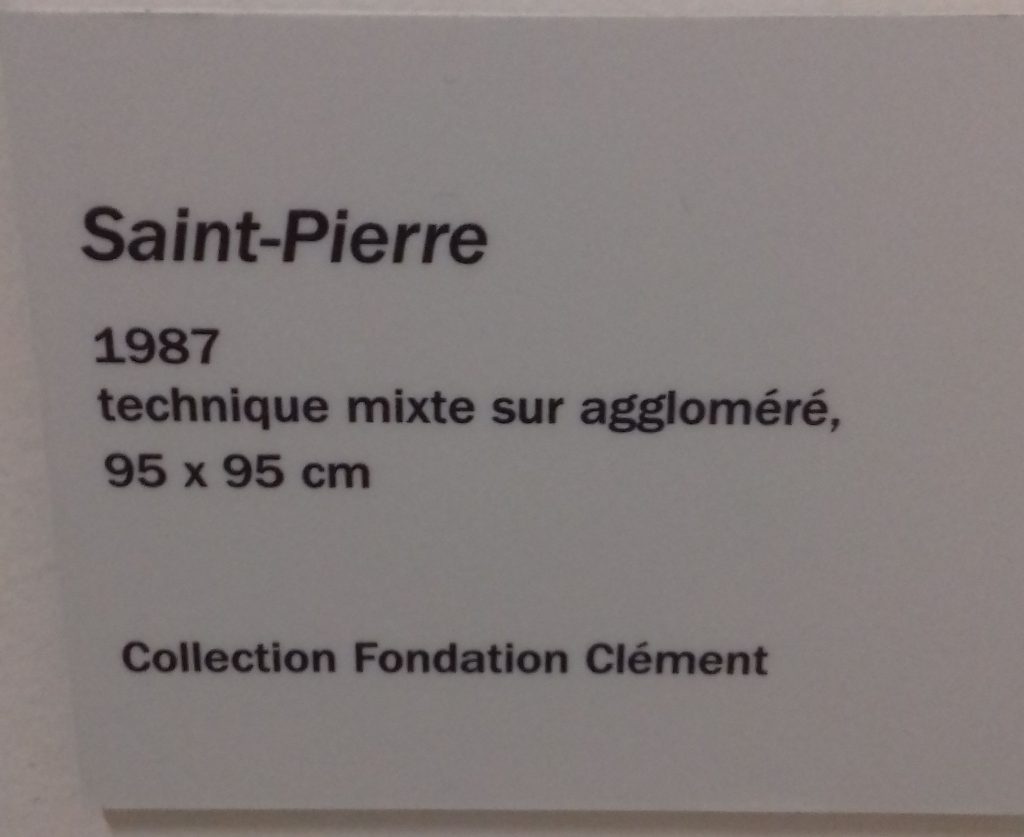 Saint-Pierre
1987
technique mixte sur aggloméré,
95 x 95 cm
Collection Fondation Clément